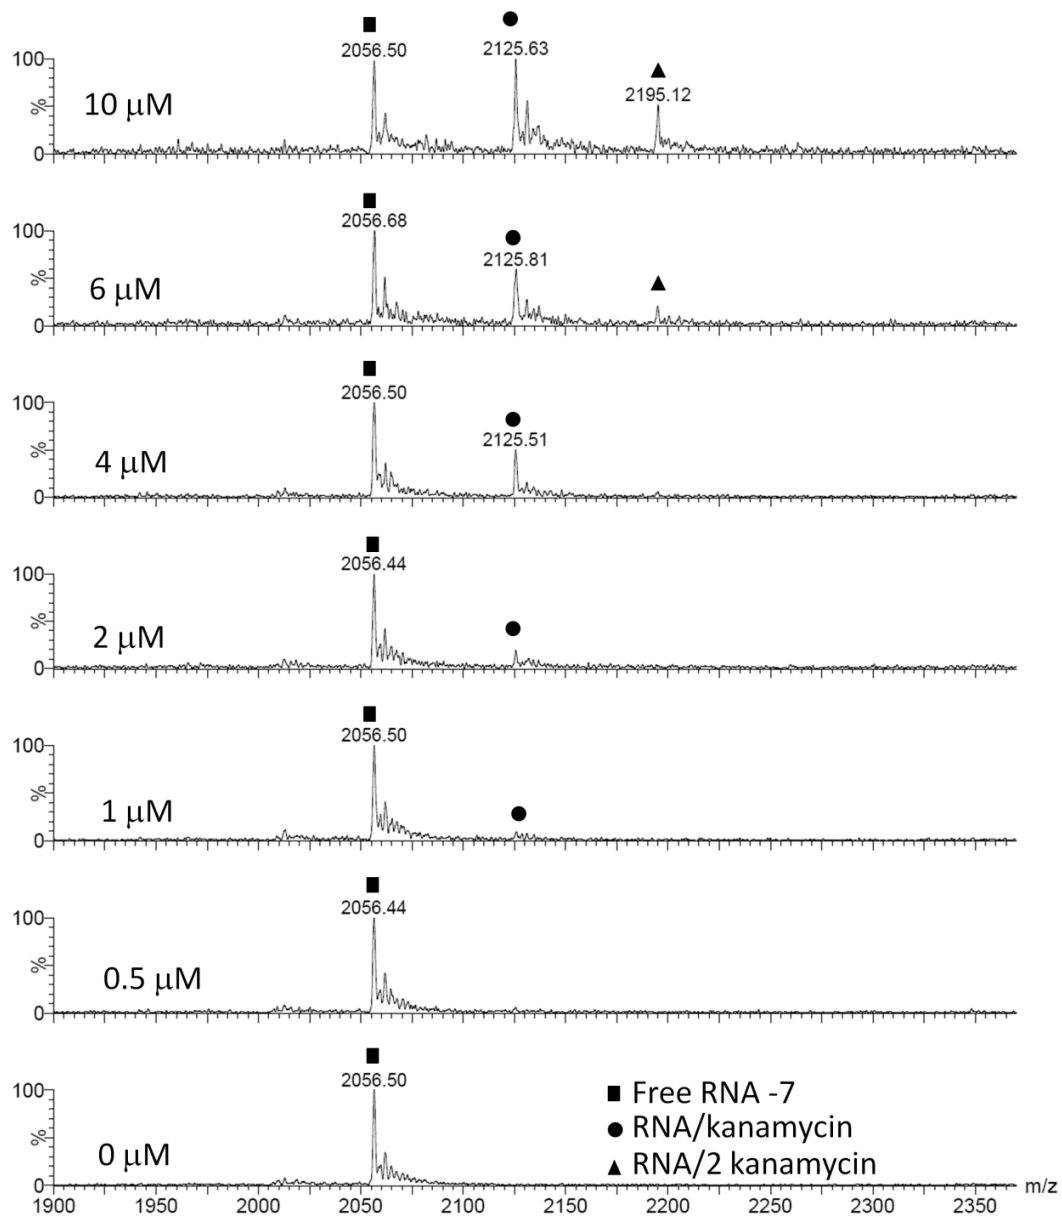 2056.50
2125.63
2195.12
100
%
10 µM
0
2056.68
2125.81
100
%
6 µM
0
2056.50
2125.51
100
%
4 µM
0
2056.44
100
%
2 µM
0
2056.50
100
%
1 µM
0
2056.44
100
%
0.5 µM
0
2056.50
100
%
0 µM
0
■ Free RNA -7
● RNA/kanamycin
▲ RNA/2 kanamycin
m/z
1900 1950 2000 2050 2100 2150 2200 2250 2300 2350